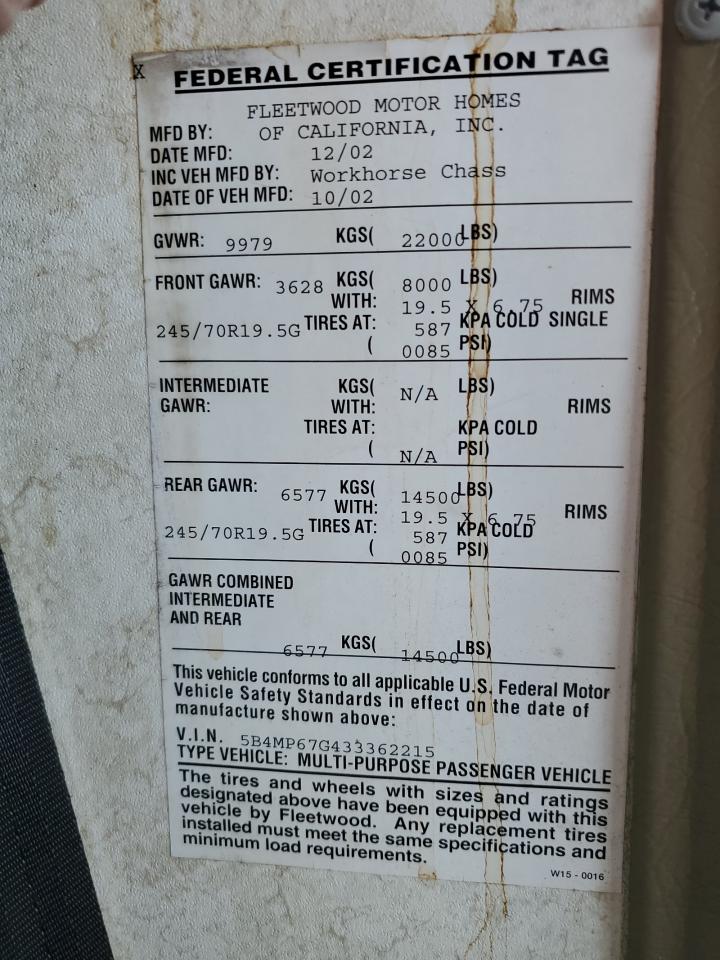 X
FEDERAL CERTIFICATION TAG
FLEETWOOD MOTOR HOMES
MFD BY: OF CALIFORNIA, INC.
DATE MFD: 12/02
INC VEH MFD BY: Workhorse Chass
DATE OF VEH MFD: 10/02
GVWR: 9979 KGS( 22000 LBS)
FRONT GAWR: 3628 KGS( 8000 LBS)
WITH: 19.5 X 6.75 RIMS
245/70R19.5G TIRES AT: 587 KPA COLD SINGLE
( 0085 PSI)
INTERMEDIATE KGS( N/A LBS)
GAWR: WITH: RIMS
TIRES AT: KPA COLD
( N/A PSI)
REAR GAWR: 6577 KGS( 14500 LBS)
WITH: 19.5 X 6.75 RIMS
245/70R19.5G TIRES AT: 587 KPA COLD
( 0085 PSI)
GAWR COMBINED
INTERMEDIATE
AND REAR
6577 KGS( 14500 LBS)
This vehicle conforms to all applicable U.S. Federal Motor
Vehicle Safety Standards in effect on the date of
manufacture shown above:
V.I.N. 5B4MP67G433362215
TYPE VEHICLE: MULTI-PURPOSE PASSENGER VEHICLE
The tires and wheels with sizes and ratings
designated above have been equipped with this
vehicle by Fleetwood. Any replacement tires
installed must meet the same specifications and
minimum load requirements.
W15 - 0016